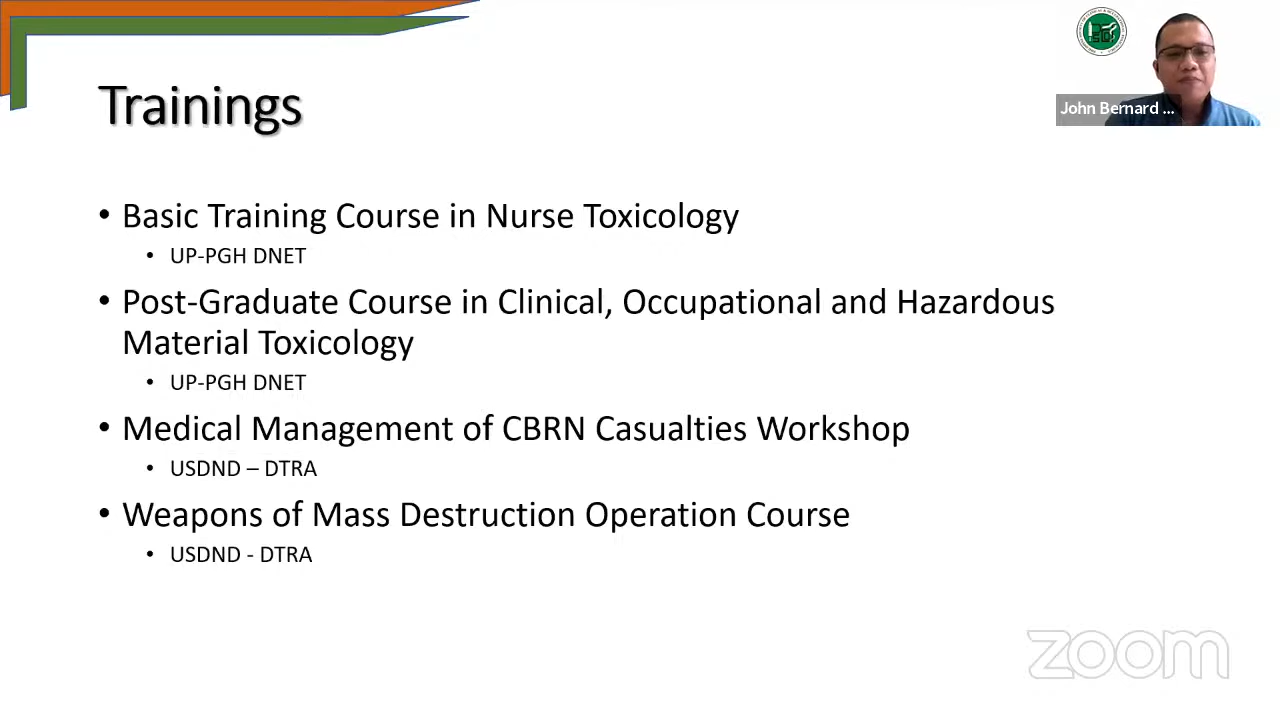 Trainings
John Bernard ...
• Basic Training Course in Nurse Toxicology
• UP-PGH DNET
• Post-Graduate Course in Clinical, Occupational and Hazardous
Material Toxicology
• UP-PGH DNET
• Medical Management of CBRN Casualties Workshop
• USDND – DTRA
• Weapons of Mass Destruction Operation Course
• USDND - DTRA
zoom